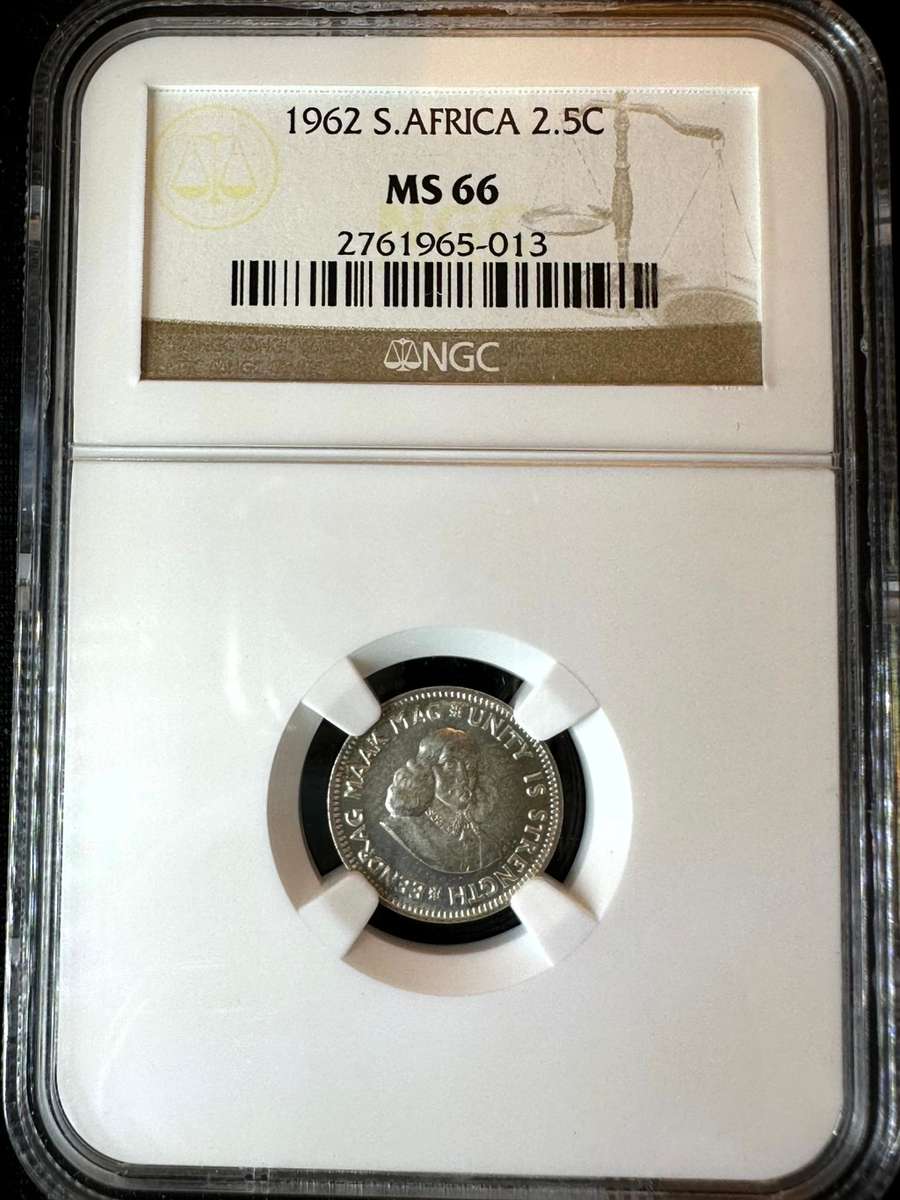 1962 S.AFRICA 2.5C
MS 66
2761965-013
NGC
EENDRAG MAAK MAG * UNITY IS STRENGTH *